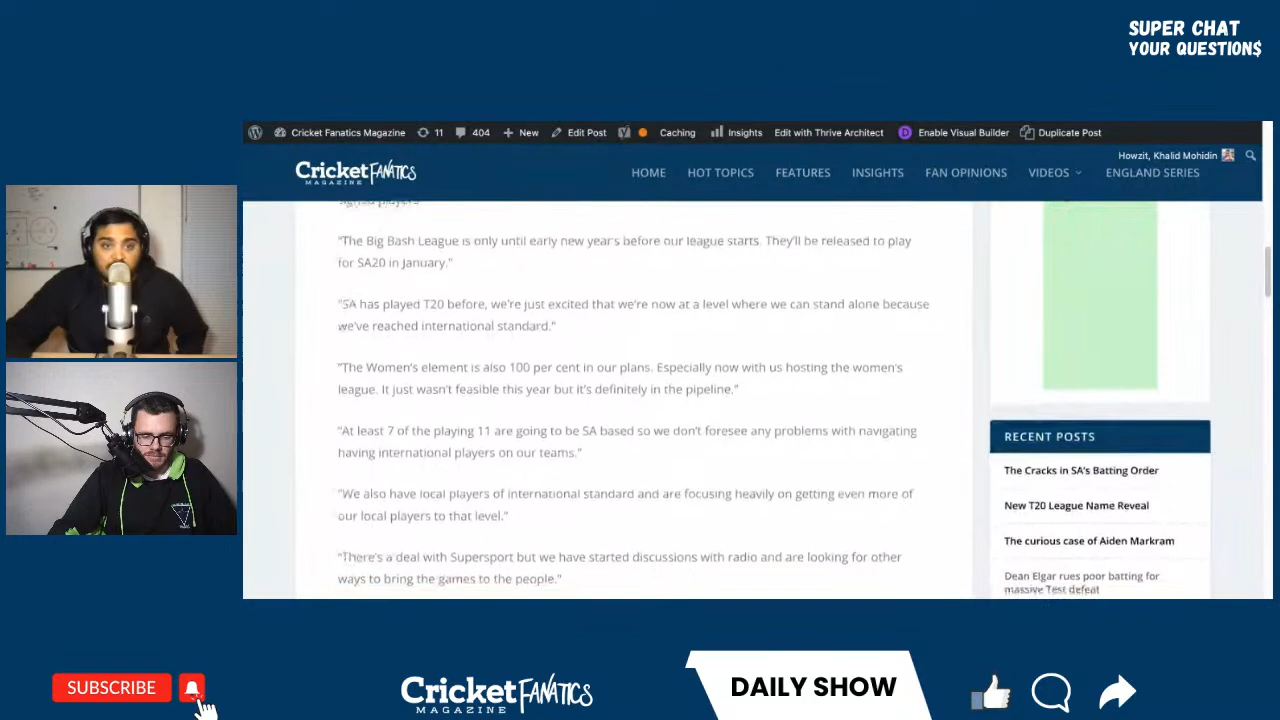 SUPER CHAT
YOUR QUESTION$
Cricket Fanatics Magazine 11 404 New Edit Post Caching Insights Edit with Thrive Architect D Enable Visual Builder Duplicate Post
Howzit, Khalid Mohidin
Cricket FANATICS
MAGAZINE
HOME HOT TOPICS FEATURES INSIGHTS FAN OPINIONS VIDEOS ENGLAND SERIES
signed players
"The Big Bash League is only until early new year's before our league starts. They'll be released to play
for SA20 in January."
"SA has played T20 before, we're just excited that we're now at a level where we can stand alone because
we've reached international standard."
"The Women's element is also 100 per cent in our plans. Especially now with us hosting the women's
league. It just wasn't feasible this year but it's definitely in the pipeline."
"At least 7 of the playing 11 are going to be SA based so we don't foresee any problems with navigating
having international players on our teams."
"We also have local players of international standard and are focusing heavily on getting even more of
our local players to that level."
"There's a deal with Supersport but we have started discussions with radio and are looking for other
ways to bring the games to the people."
RECENT POSTS
The Cracks in SA's Batting Order
New T20 League Name Reveal
The curious case of Aiden Markram
Dean Elgar rues poor batting for
massive Test defeat
SUBSCRIBE
Cricket FANATICS
MAGAZINE
DAILY SHOW